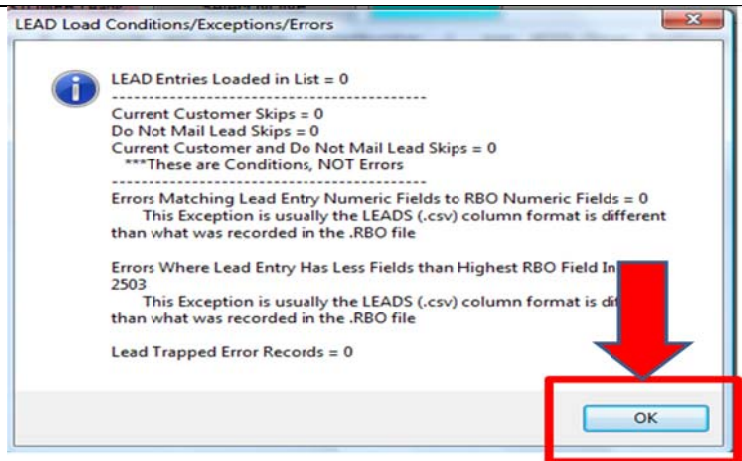 LEAD Load Conditions/Exceptions/Errors
LEAD Entries Loaded in List = 0
--------------------------------------------
Current Customer Skips = 0
Do Not Mail Lead Skips = 0
Current Customer and Do Not Mail Lead Skips = 0
***These are Conditions, NOT Errors
--------------------------------------------
Errors Matching Lead Entry Numeric Fields to RBO Numeric Fields = 0
This Exception is usually the LEADS (.csv) column format is different
than what was recorded in the .RBO file
Errors Where Lead Entry Has Less Fields than Highest RBO Field
2503
This Exception is usually the LEADS (.csv) column format is
than what was recorded in the .RBO file
Lead Trapped Error Records = 0
OK